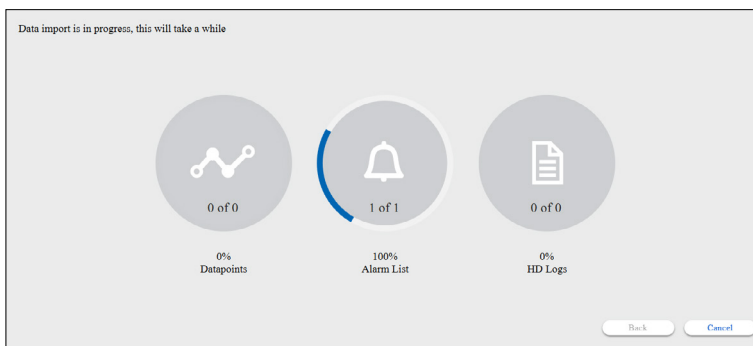 Data import is in progress, this will take a while
0 of 0
1 of 1
0 of 0
0%
100%
0%
Datapoints
Alarm List
HD Logs
Back
Cancel